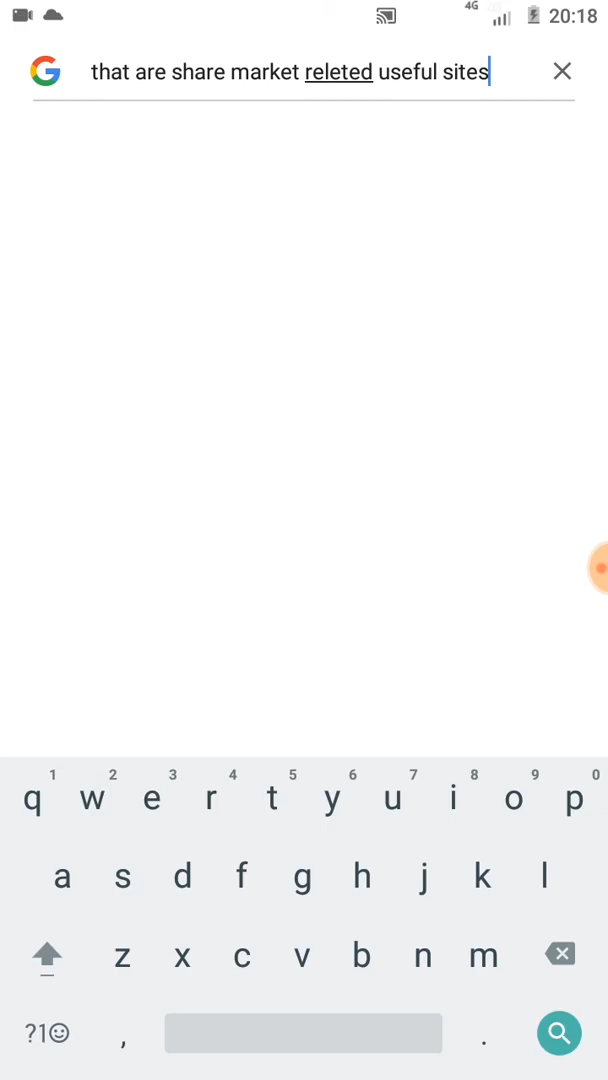 4G 20:18
that are share market releted useful sites
1 2 3 4 5 6 7 8 9 0
q w e r t y u i o p
a s d f g h j k l
z x c v b n m
?1☺ , .